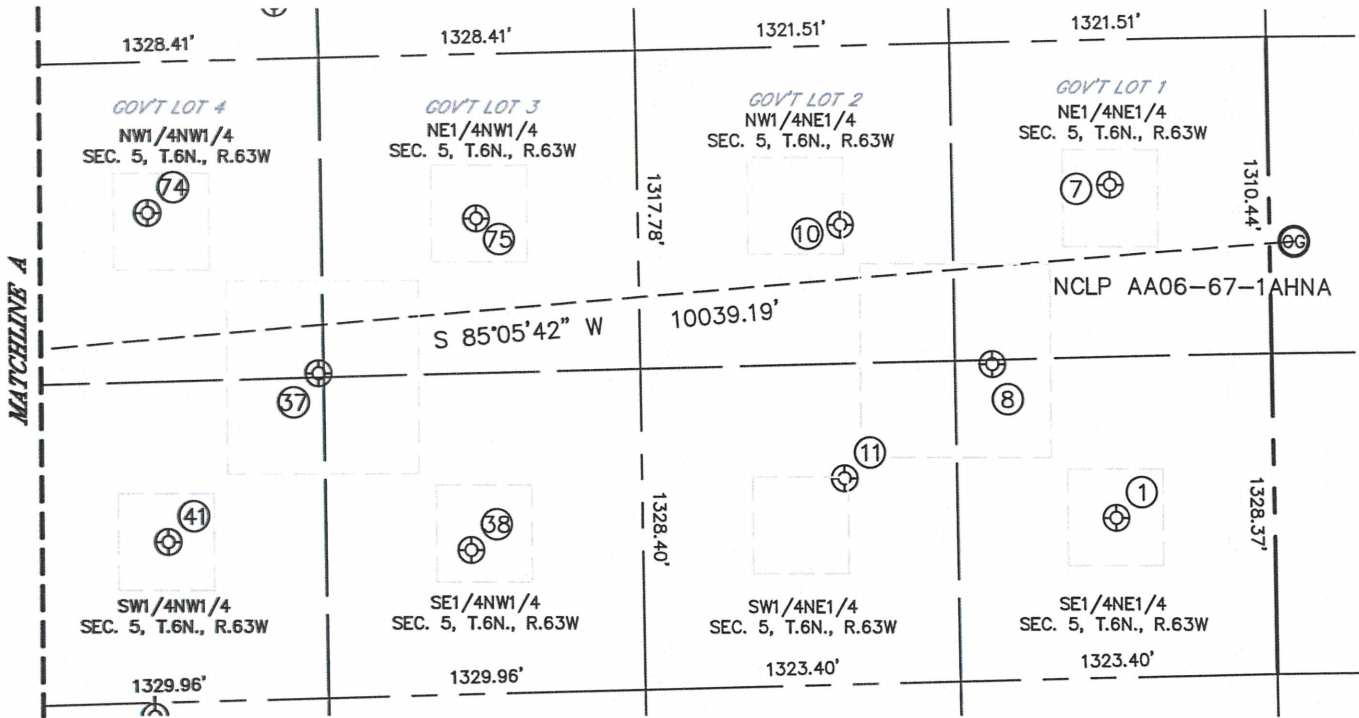 1328.41'
1328.41'
1321.51'
1321.51'
GOV'T LOT 4
NW1/4NW1/4
SEC. 5, T.6N., R.63W
GOV'T LOT 3
NE1/4NW1/4
SEC. 5, T.6N., R.63W
GOV'T LOT 2
NW1/4NE1/4
SEC. 5, T.6N., R.63W
GOV'T LOT 1
NE1/4NE1/4
SEC. 5, T.6N., R.63W
74
75
10
7
1317.78'
1310.44'
OG
NCLP AA06-67-1AHNA
MATCHLINE A
S 85°05'42" W 10039.19'
37
8
11
41
38
1
1328.40'
1328.37'
SW1/4NW1/4
SEC. 5, T.6N., R.63W
SE1/4NW1/4
SEC. 5, T.6N., R.63W
SW1/4NE1/4
SEC. 5, T.6N., R.63W
SE1/4NE1/4
SEC. 5, T.6N., R.63W
1329.96'
1329.96'
1323.40'
1323.40'